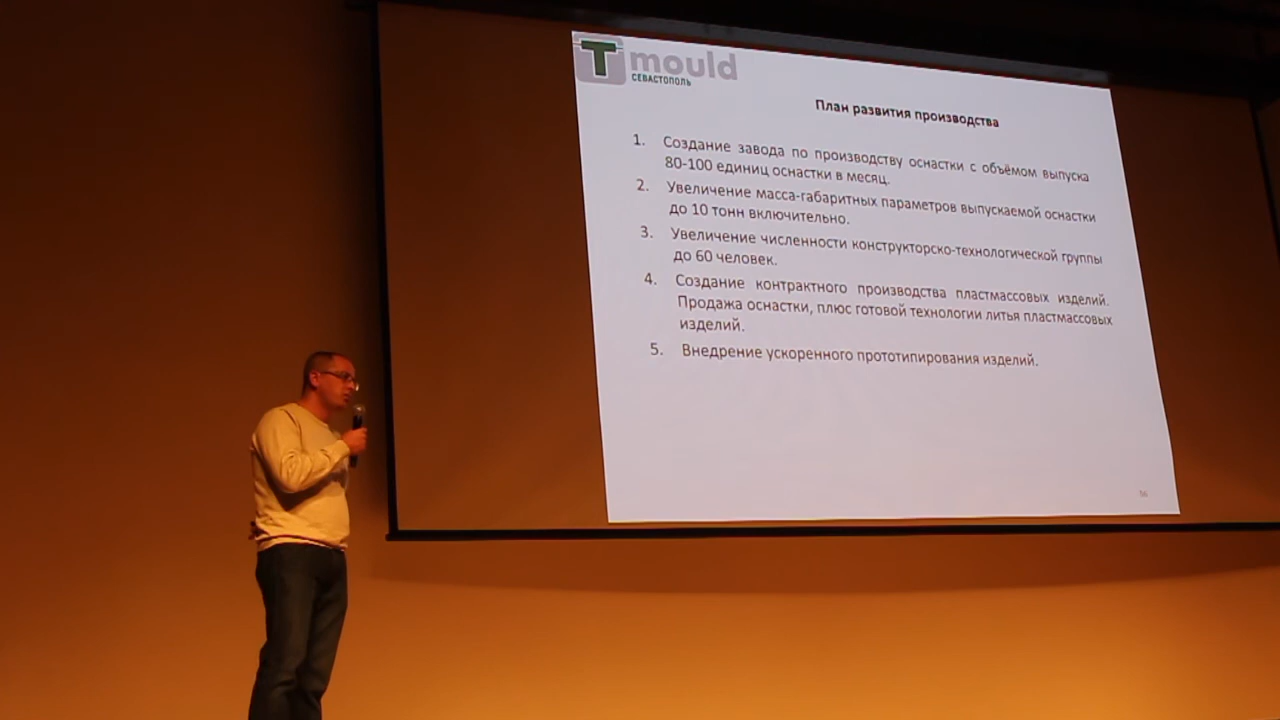 T mould
СЕВАСТОПОЛЬ
План развития производства
1. Создание завода по производству оснастки с объёмом выпуска
80-100 единиц оснастки в месяц.
2. Увеличение масса-габаритных параметров выпускаемой оснастки
до 10 тонн включительно.
3. Увеличение численности конструкторско-технологической группы
до 60 человек.
4. Создание контрактного производства пластмассовых изделий.
Продажа оснастки, плюс готовой технологии литья пластмассовых
изделий.
5. Внедрение ускоренного прототипирования изделий.